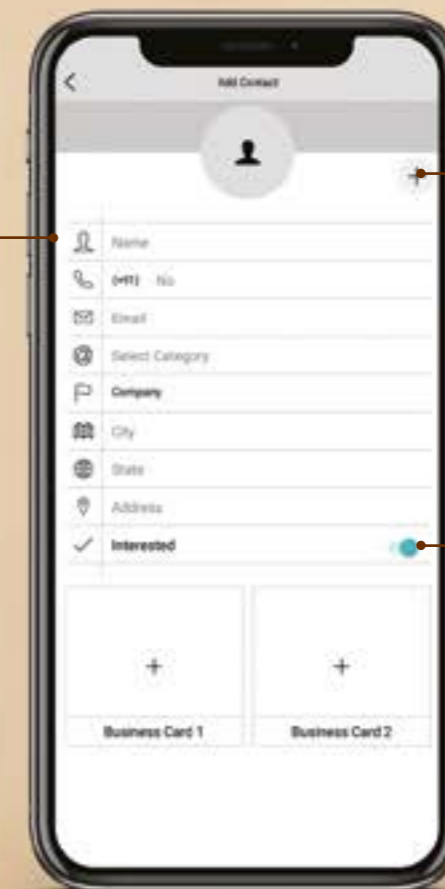 Add Contact
Name
(+91) No
Email
Select Category
Company
City
State
Address
Interested
Business Card 1
Business Card 2